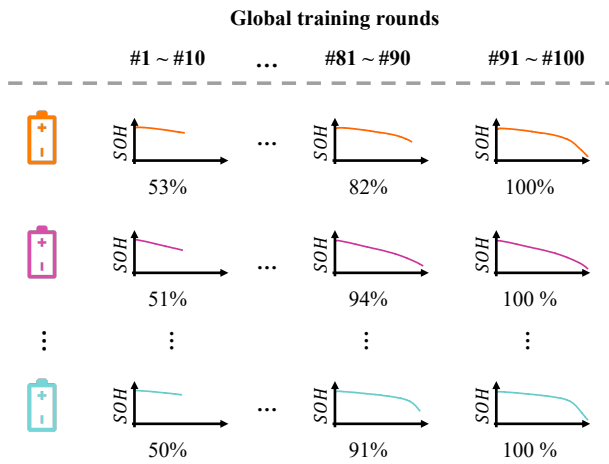 Global training rounds
#1 ~ #10 ... #81 ~ #90 #91 ~ #100
+ SOH ... SOH SOH
−
53% 82% 100%
+ SOH ... SOH SOH
−
51% 94% 100 %
⋮ ⋮ ⋮ ⋮
+ SOH ... SOH SOH
−
50% 91% 100 %